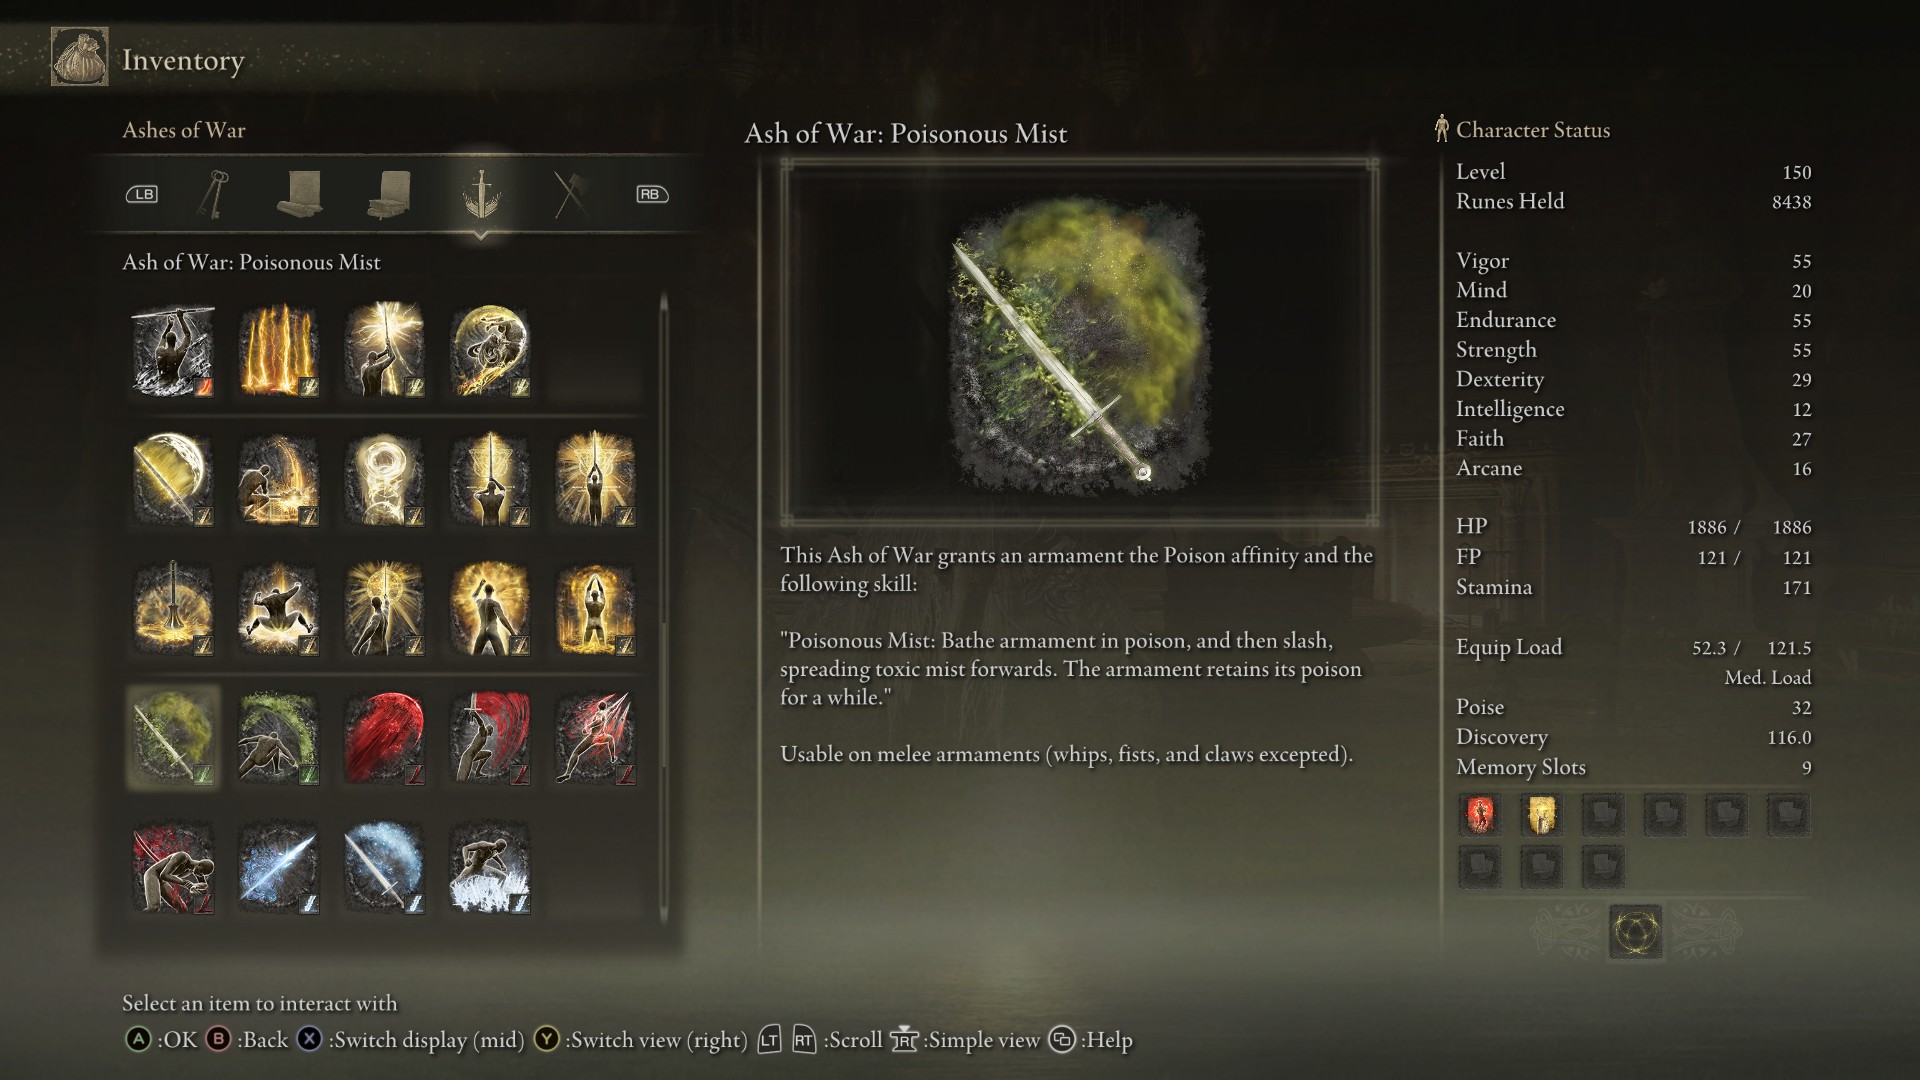 Inventory
Ashes of War
LB
RB
Ash of War: Poisonous Mist
Ash of War: Poisonous Mist
This Ash of War grants an armament the Poison affinity and the
following skill:
"Poisonous Mist: Bathe armament in poison, and then slash,
spreading toxic mist forwards. The armament retains its poison
for a while."
Usable on melee armaments (whips, fists, and claws excepted).
Character Status
Level 150
Runes Held 8438
Vigor 55
Mind 20
Endurance 55
Strength 55
Dexterity 29
Intelligence 12
Faith 27
Arcane 16
HP 1886 / 1886
FP 121 / 121
Stamina 171
Equip Load 52.3 / 121.5
Med. Load
Poise 32
Discovery 116.0
Memory Slots 9
Select an item to interact with
A :OK B :Back X :Switch display (mid) Y :Switch view (right) LT RT :Scroll R :Simple view :Help